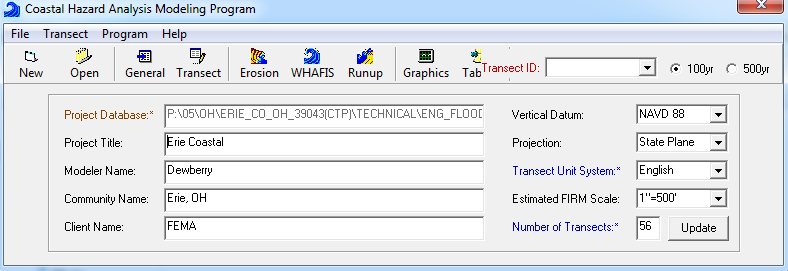 Coastal Hazard Analysis Modeling Program
File Transect Program Help
New Open General Transect Erosion WHAFIS Runup Graphics Tab Transect ID: 100yr 500yr
Project Database:* P:\05\OH\ERIE_CO_OH_39043(CTP)\TECHNICAL\ENG_FLOOD Vertical Datum: NAVD 88
Project Title: Erie Coastal Projection: State Plane
Modeler Name: Dewberry Transect Unit System:* English
Community Name: Erie, OH Estimated FIRM Scale: 1"=500'
Client Name: FEMA Number of Transects:* 56 Update